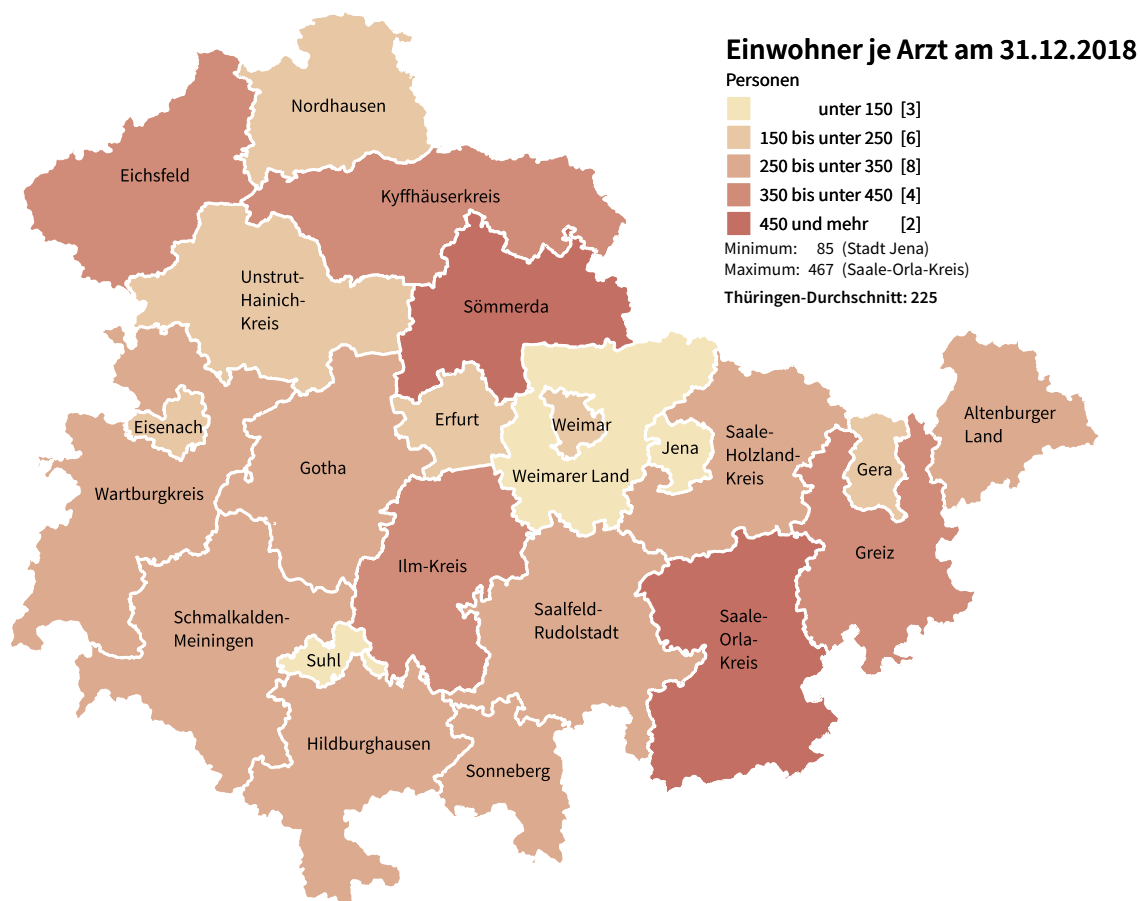 Einwohner je Arzt am 31.12.2018
Personen
unter 150 [3]
150 bis unter 250 [6]
250 bis unter 350 [8]
350 bis unter 450 [4]
450 und mehr [2]
Minimum: 85 (Stadt Jena)
Maximum: 467 (Saale-Orla-Kreis)
Thüringen-Durchschnitt: 225
Nordhausen
Eichsfeld
Kyffhäuserkreis
Unstrut-
Hainich-
Kreis
Sömmerda
Eisenach
Erfurt
Weimar
Jena
Saale-
Holzland-
Kreis
Altenburger
Land
Gotha
Weimarer Land
Gera
Wartburgkreis
Ilm-Kreis
Greiz
Schmalkalden-
Meiningen
Saalfeld-
Rudolstadt
Saale-
Orla-
Kreis
Suhl
Hildburghausen
Sonneberg